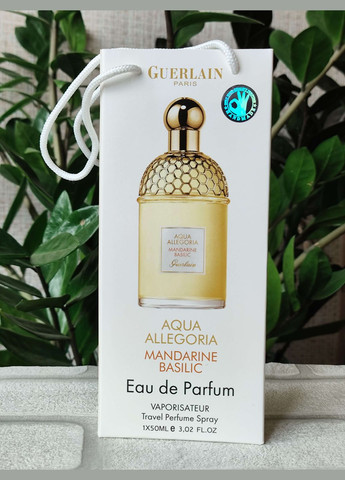 GUERLAIN
PARIS
AQUA
ALLEGORIA
MANDARINE
BASILIC
Guerlain
AQUA
ALLEGORIA
MANDARINE
BASILIC
Eau de Parfum
VAPORISATEUR
Travel Perfume Spray
1X50ML e 3,02 FL.OZ